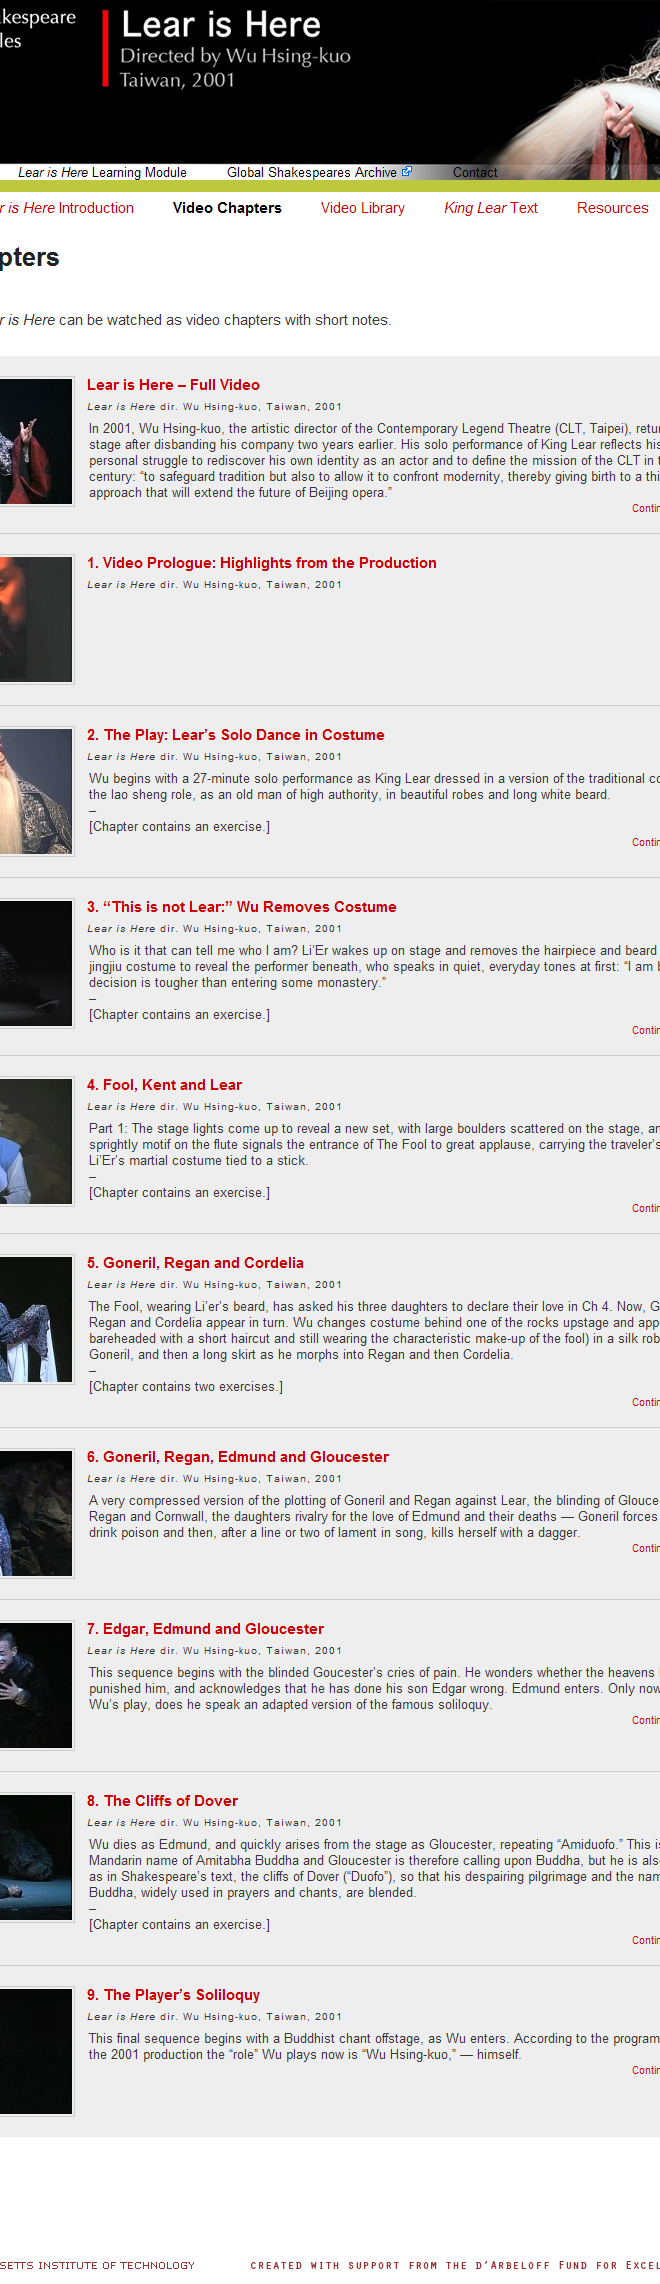 Lear is Here
Directed by Wu Hsing-kuo
Taiwan, 2001
Lear is Here Learning Module Global Shakespeares Archive Contact
is Here Introduction Video Chapters Video Library King Lear Text Resources
is Here can be watched as video chapters with short notes.
Lear is Here – Full Video
Lear is Here dir. Wu Hsing-kuo, Taiwan, 2001
In 2001, Wu Hsing-kuo, the artistic director of the Contemporary Legend Theatre (CLT, Taipei),
stage after disbanding his company two years earlier. His solo performance of King Lear reflects his
personal struggle to rediscover his own identity as an actor and to define the mission of the CLT in
century: “to safeguard tradition but also to allow it to confront modernity, thereby giving birth to a
approach that will extend the future of Beijing opera.”
1. Video Prologue: Highlights from the Production
Lear is Here dir. Wu Hsing-kuo, Taiwan, 2001
2. The Play: Lear’s Solo Dance in Costume
Lear is Here dir. Wu Hsing-kuo, Taiwan, 2001
Wu begins with a 27-minute solo performance as King Lear dressed in a version of the traditional
the lao sheng role, as an old man of high authority, in beautiful robes and long white beard.
–
[Chapter contains an exercise.]
3. “This is not Lear:” Wu Removes Costume
Lear is Here dir. Wu Hsing-kuo, Taiwan, 2001
Who is it that can tell me who I am? Li’Er wakes up on stage and removes the hairpiece and beard
jingjiu costume to reveal the performer beneath, who speaks in quiet, everyday tones at first: “I am
decision is tougher than entering some monastery.”
–
[Chapter contains an exercise.]
4. Fool, Kent and Lear
Lear is Here dir. Wu Hsing-kuo, Taiwan, 2001
Part 1: The stage lights come up to reveal a new set, with large boulders scattered on the stage,
sprightly motif on the flute signals the entrance of The Fool to great applause, carrying the traveler’s
Li’Er’s martial costume tied to a stick.
–
[Chapter contains an exercise.]
5. Goneril, Regan and Cordelia
Lear is Here dir. Wu Hsing-kuo, Taiwan, 2001
The Fool, wearing Li’er’s beard, has asked his three daughters to declare their love in Ch 4. Now,
Regan and Cordelia appear in turn. Wu changes costume behind one of the rocks upstage and
bareheaded with a short haircut and still wearing the characteristic make-up of the fool) in a silk
Goneril, and then a long skirt as he morphs into Regan and then Cordelia.
–
[Chapter contains two exercises.]
6. Goneril, Regan, Edmund and Gloucester
Lear is Here dir. Wu Hsing-kuo, Taiwan, 2001
A very compressed version of the plotting of Goneril and Regan against Lear, the blinding of
Regan and Cornwall, the daughters rivalry for the love of Edmund and their deaths — Goneril forces
drink poison and then, after a line or two of lament in song, kills herself with a dagger.
7. Edgar, Edmund and Gloucester
Lear is Here dir. Wu Hsing-kuo, Taiwan, 2001
This sequence begins with the blinded Goucester’s cries of pain. He wonders whether the heavens
punished him, and acknowledges that he has done his son Edgar wrong. Edmund enters. Only now
Wu’s play, does he speak an adapted version of the famous soliloquy.
8. The Cliffs of Dover
Lear is Here dir. Wu Hsing-kuo, Taiwan, 2001
Wu dies as Edmund, and quickly arises from the stage as Gloucester, repeating “Amiduofo.” This
Mandarin name of Amitabha Buddha and Gloucester is therefore calling upon Buddha, but he is
as in Shakespeare’s text, the cliffs of Dover (“Duofo”), so that his despairing pilgrimage and the
Buddha, widely used in prayers and chants, are blended.
–
[Chapter contains an exercise.]
9. The Player’s Soliloquy
Lear is Here dir. Wu Hsing-kuo, Taiwan, 2001
This final sequence begins with a Buddhist chant offstage, as Wu enters. According to the
the 2001 production the “role” Wu plays now is “Wu Hsing-kuo,” — himself.
INSTITUTE OF TECHNOLOGY CREATED WITH SUPPORT FROM THE D’ARBELOFF FUND FOR